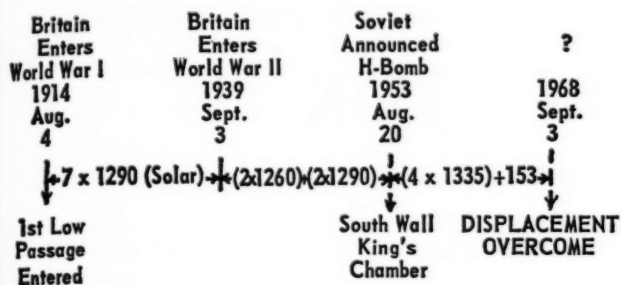 Britain
Enters
World War I
1914
Aug.
4
Britain
Enters
World War II
1939
Sept.
3
Soviet
Announced
H-Bomb
1953
Aug.
20
?
1968
Sept.
3
7 x 1290 (Solar) (2x1260)+(2x1290) (4 x 1335)+153
1st Low
Passage
Entered
South Wall
King's
Chamber
DISPLACEMENT
OVERCOME